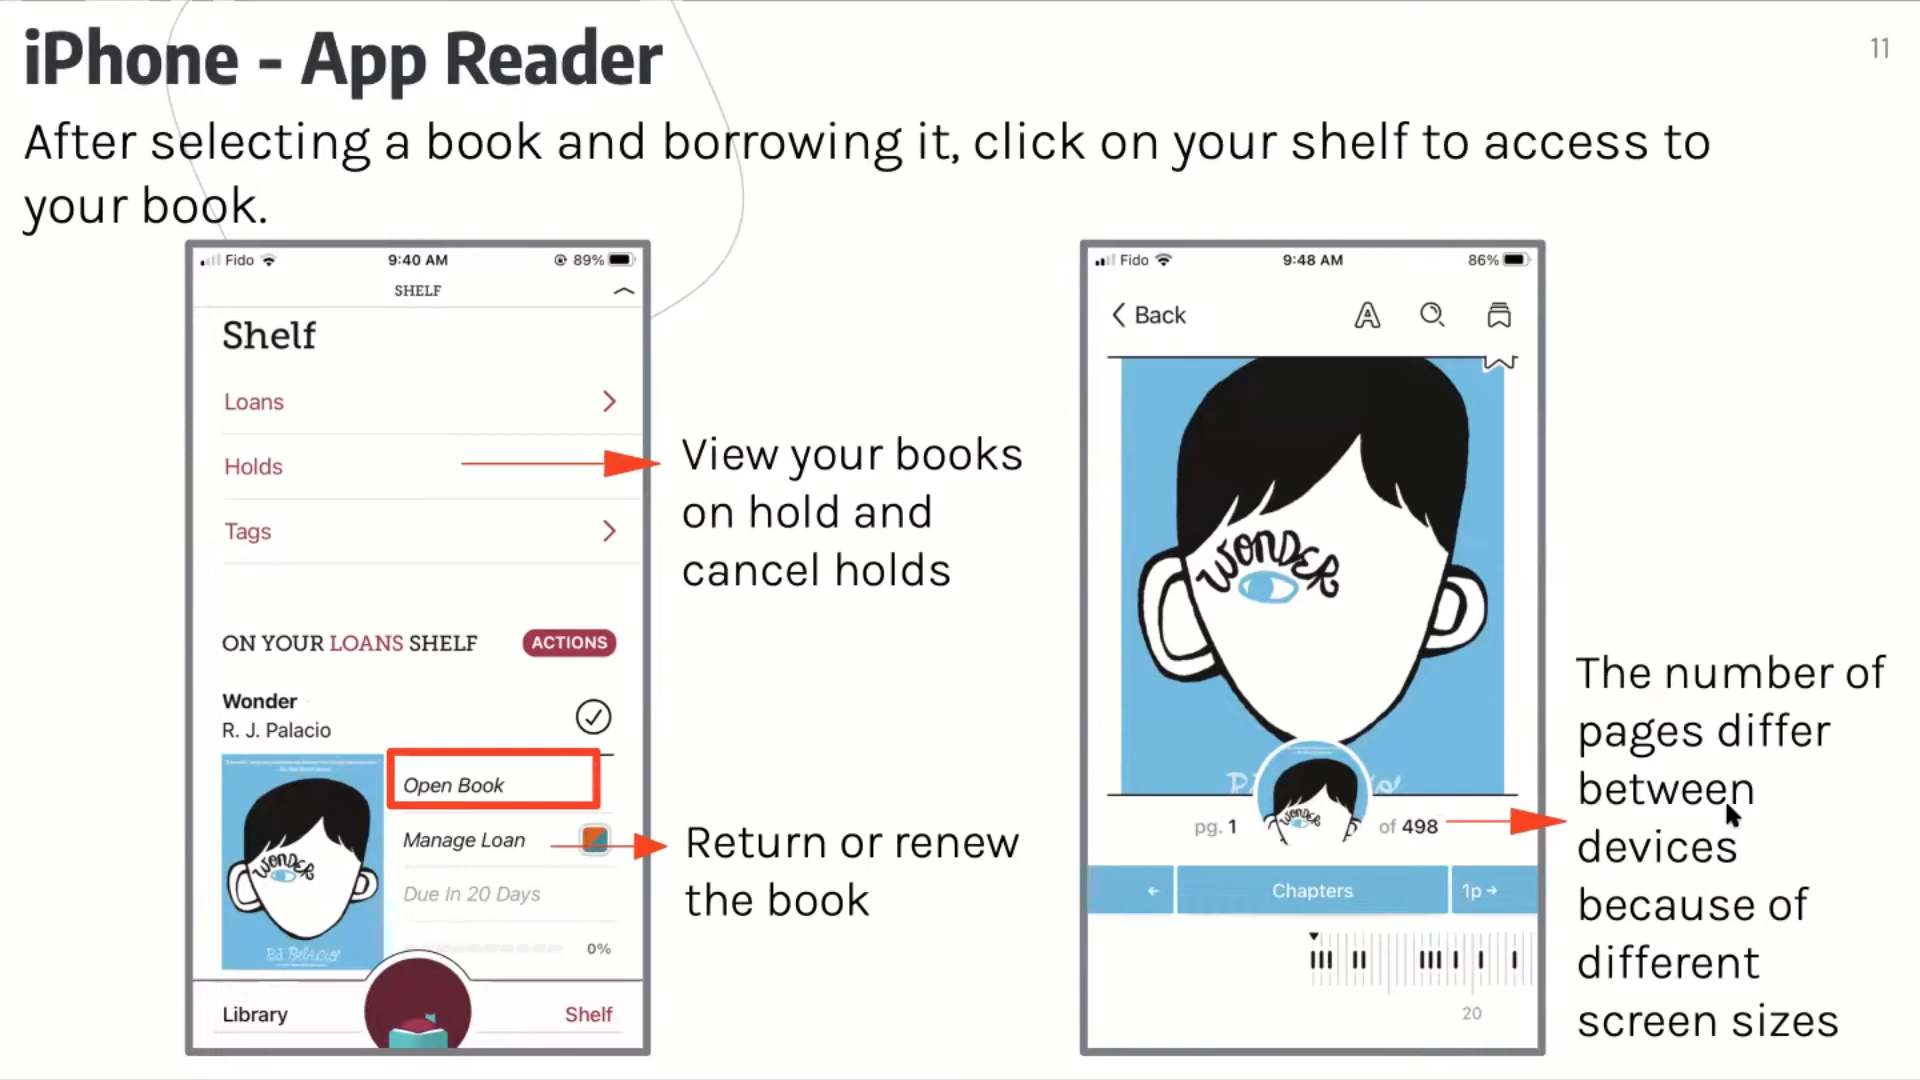 iPhone - App Reader
11
After selecting a book and borrowing it, click on your shelf to access to
your book.
Fido
9:40 AM
89%
SHELF
Shelf
Loans
Holds
Tags
View your books
on hold and
cancel holds
ON YOUR LOANS SHELF
ACTIONS
Wonder
R. J. Palacio
WONDER
R.J. PALACIO
Open Book
Manage Loan
Due In 20 Days
0%
Return or renew
the book
Library
Shelf
Fido
9:48 AM
86%
Back
WONDER
WONDER
pg. 1
of 498
Chapters
1p
20
The number of
pages differ
between
devices
because of
different
screen sizes